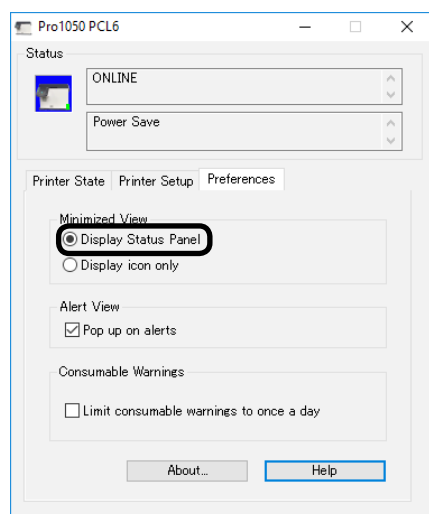 Pro1050 PCL6
Status
ONLINE
Power Save
Printer State Printer Setup Preferences
Minimized View
Display Status Panel
Display icon only
Alert View
Pop up on alerts
Consumable Warnings
Limit consumable warnings to once a day
About... Help